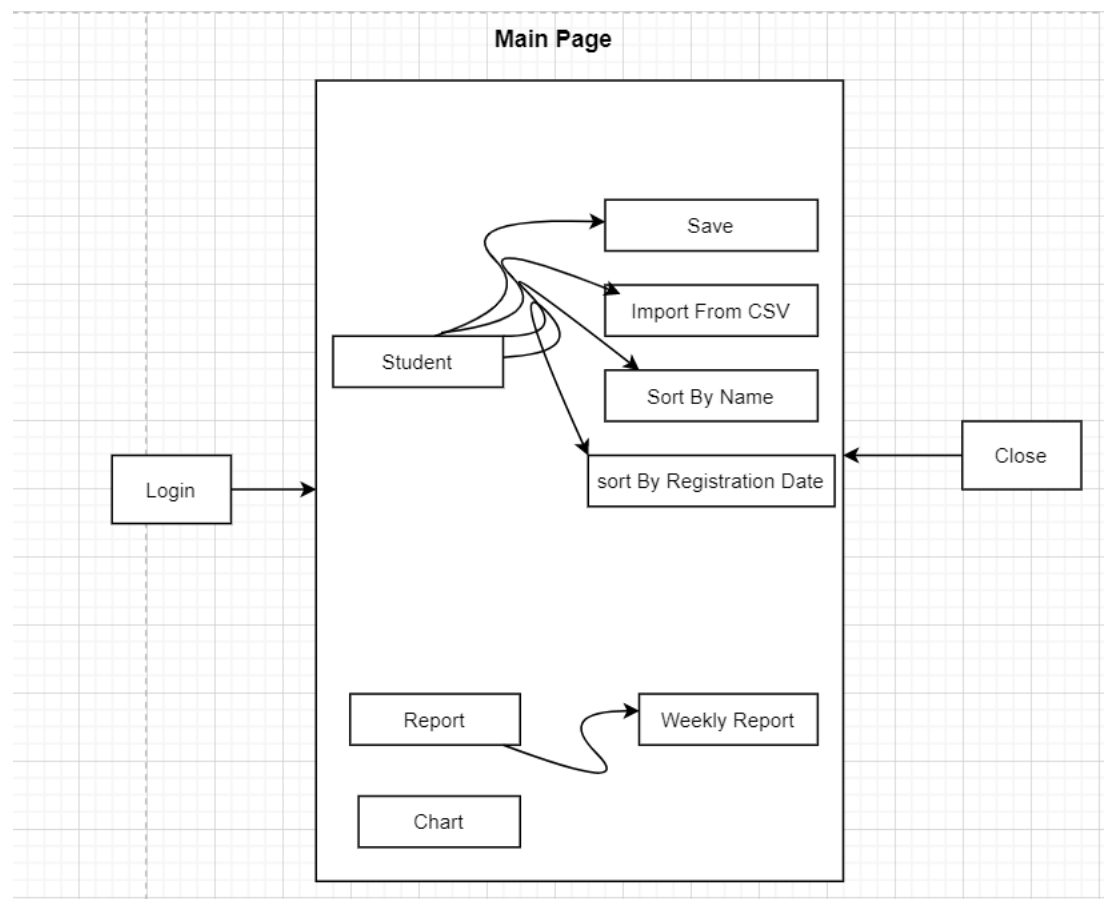 Main Page
Save
Import From CSV
Student
Sort By Name
Login
sort By Registration Date
Close
Report
Weekly Report
Chart